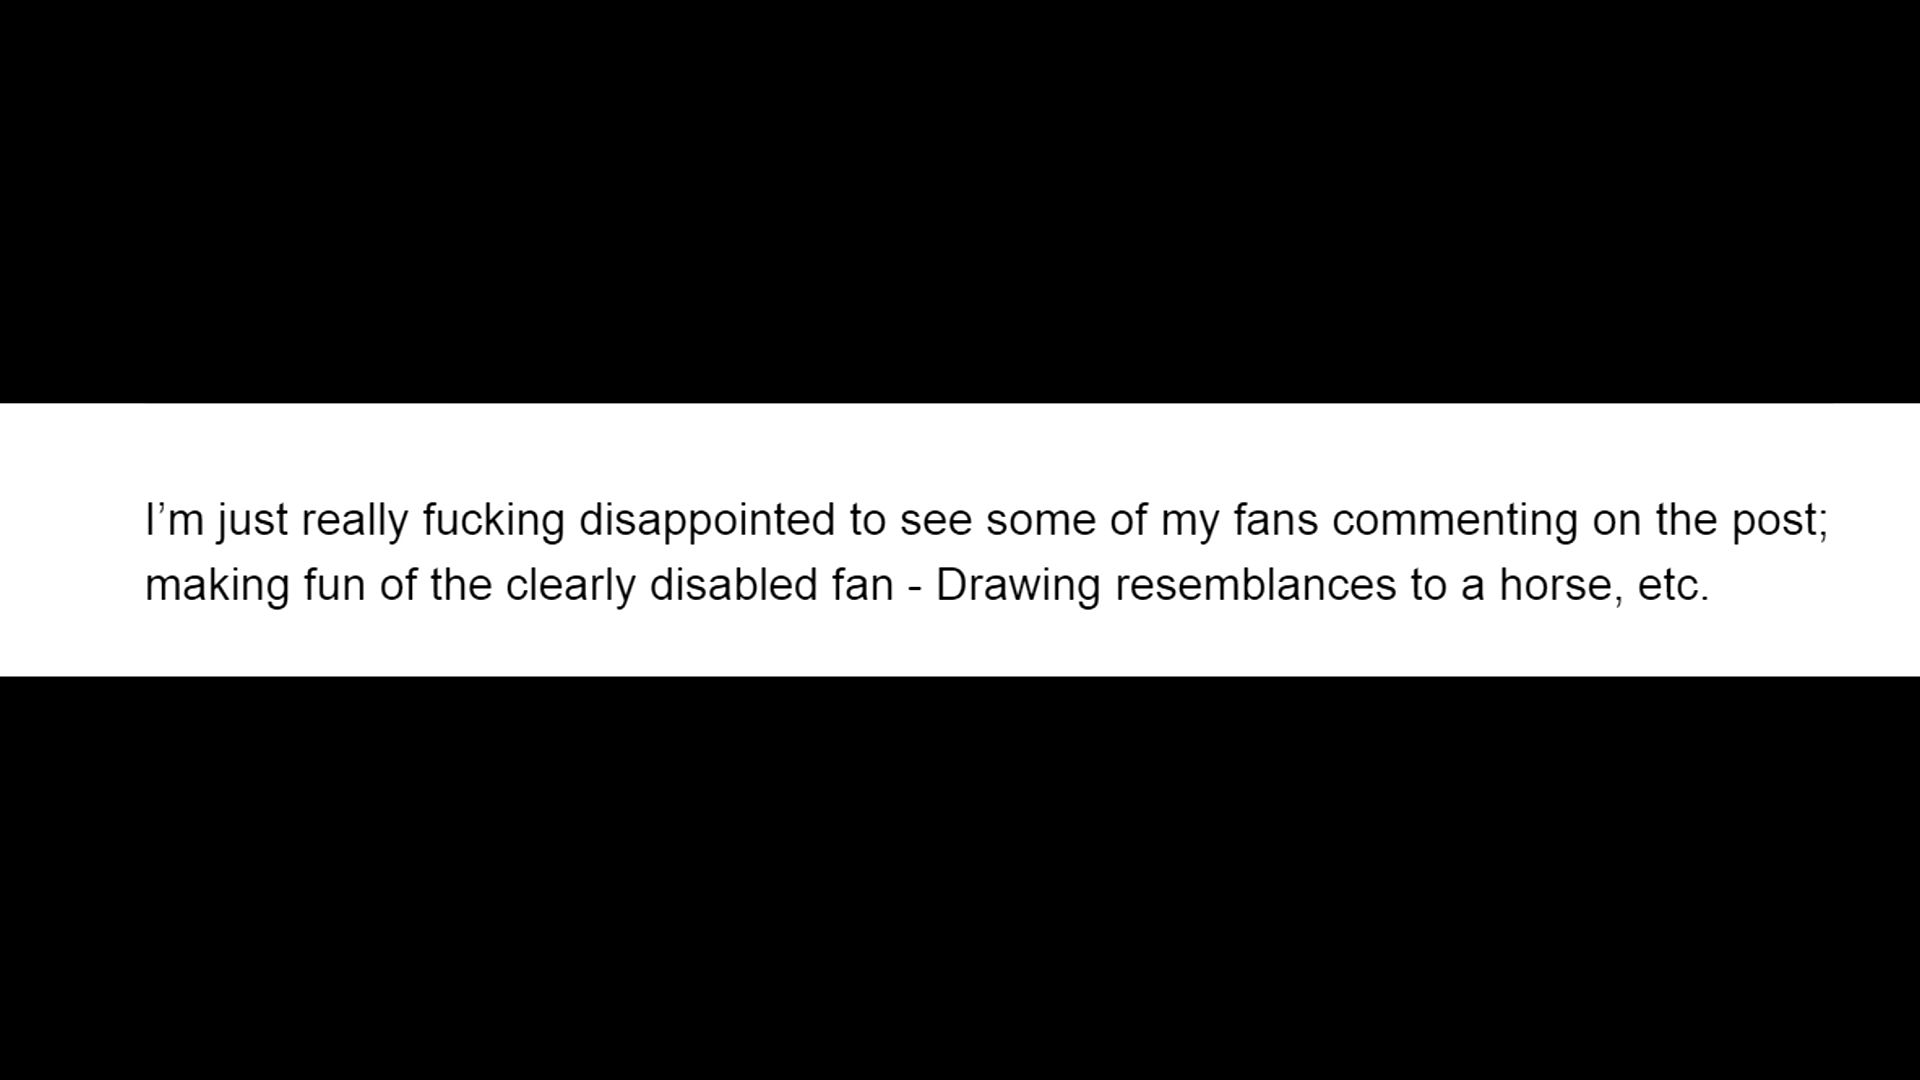 I’m just really fucking disappointed to see some of my fans commenting on the post;
making fun of the clearly disabled fan - Drawing resemblances to a horse, etc.